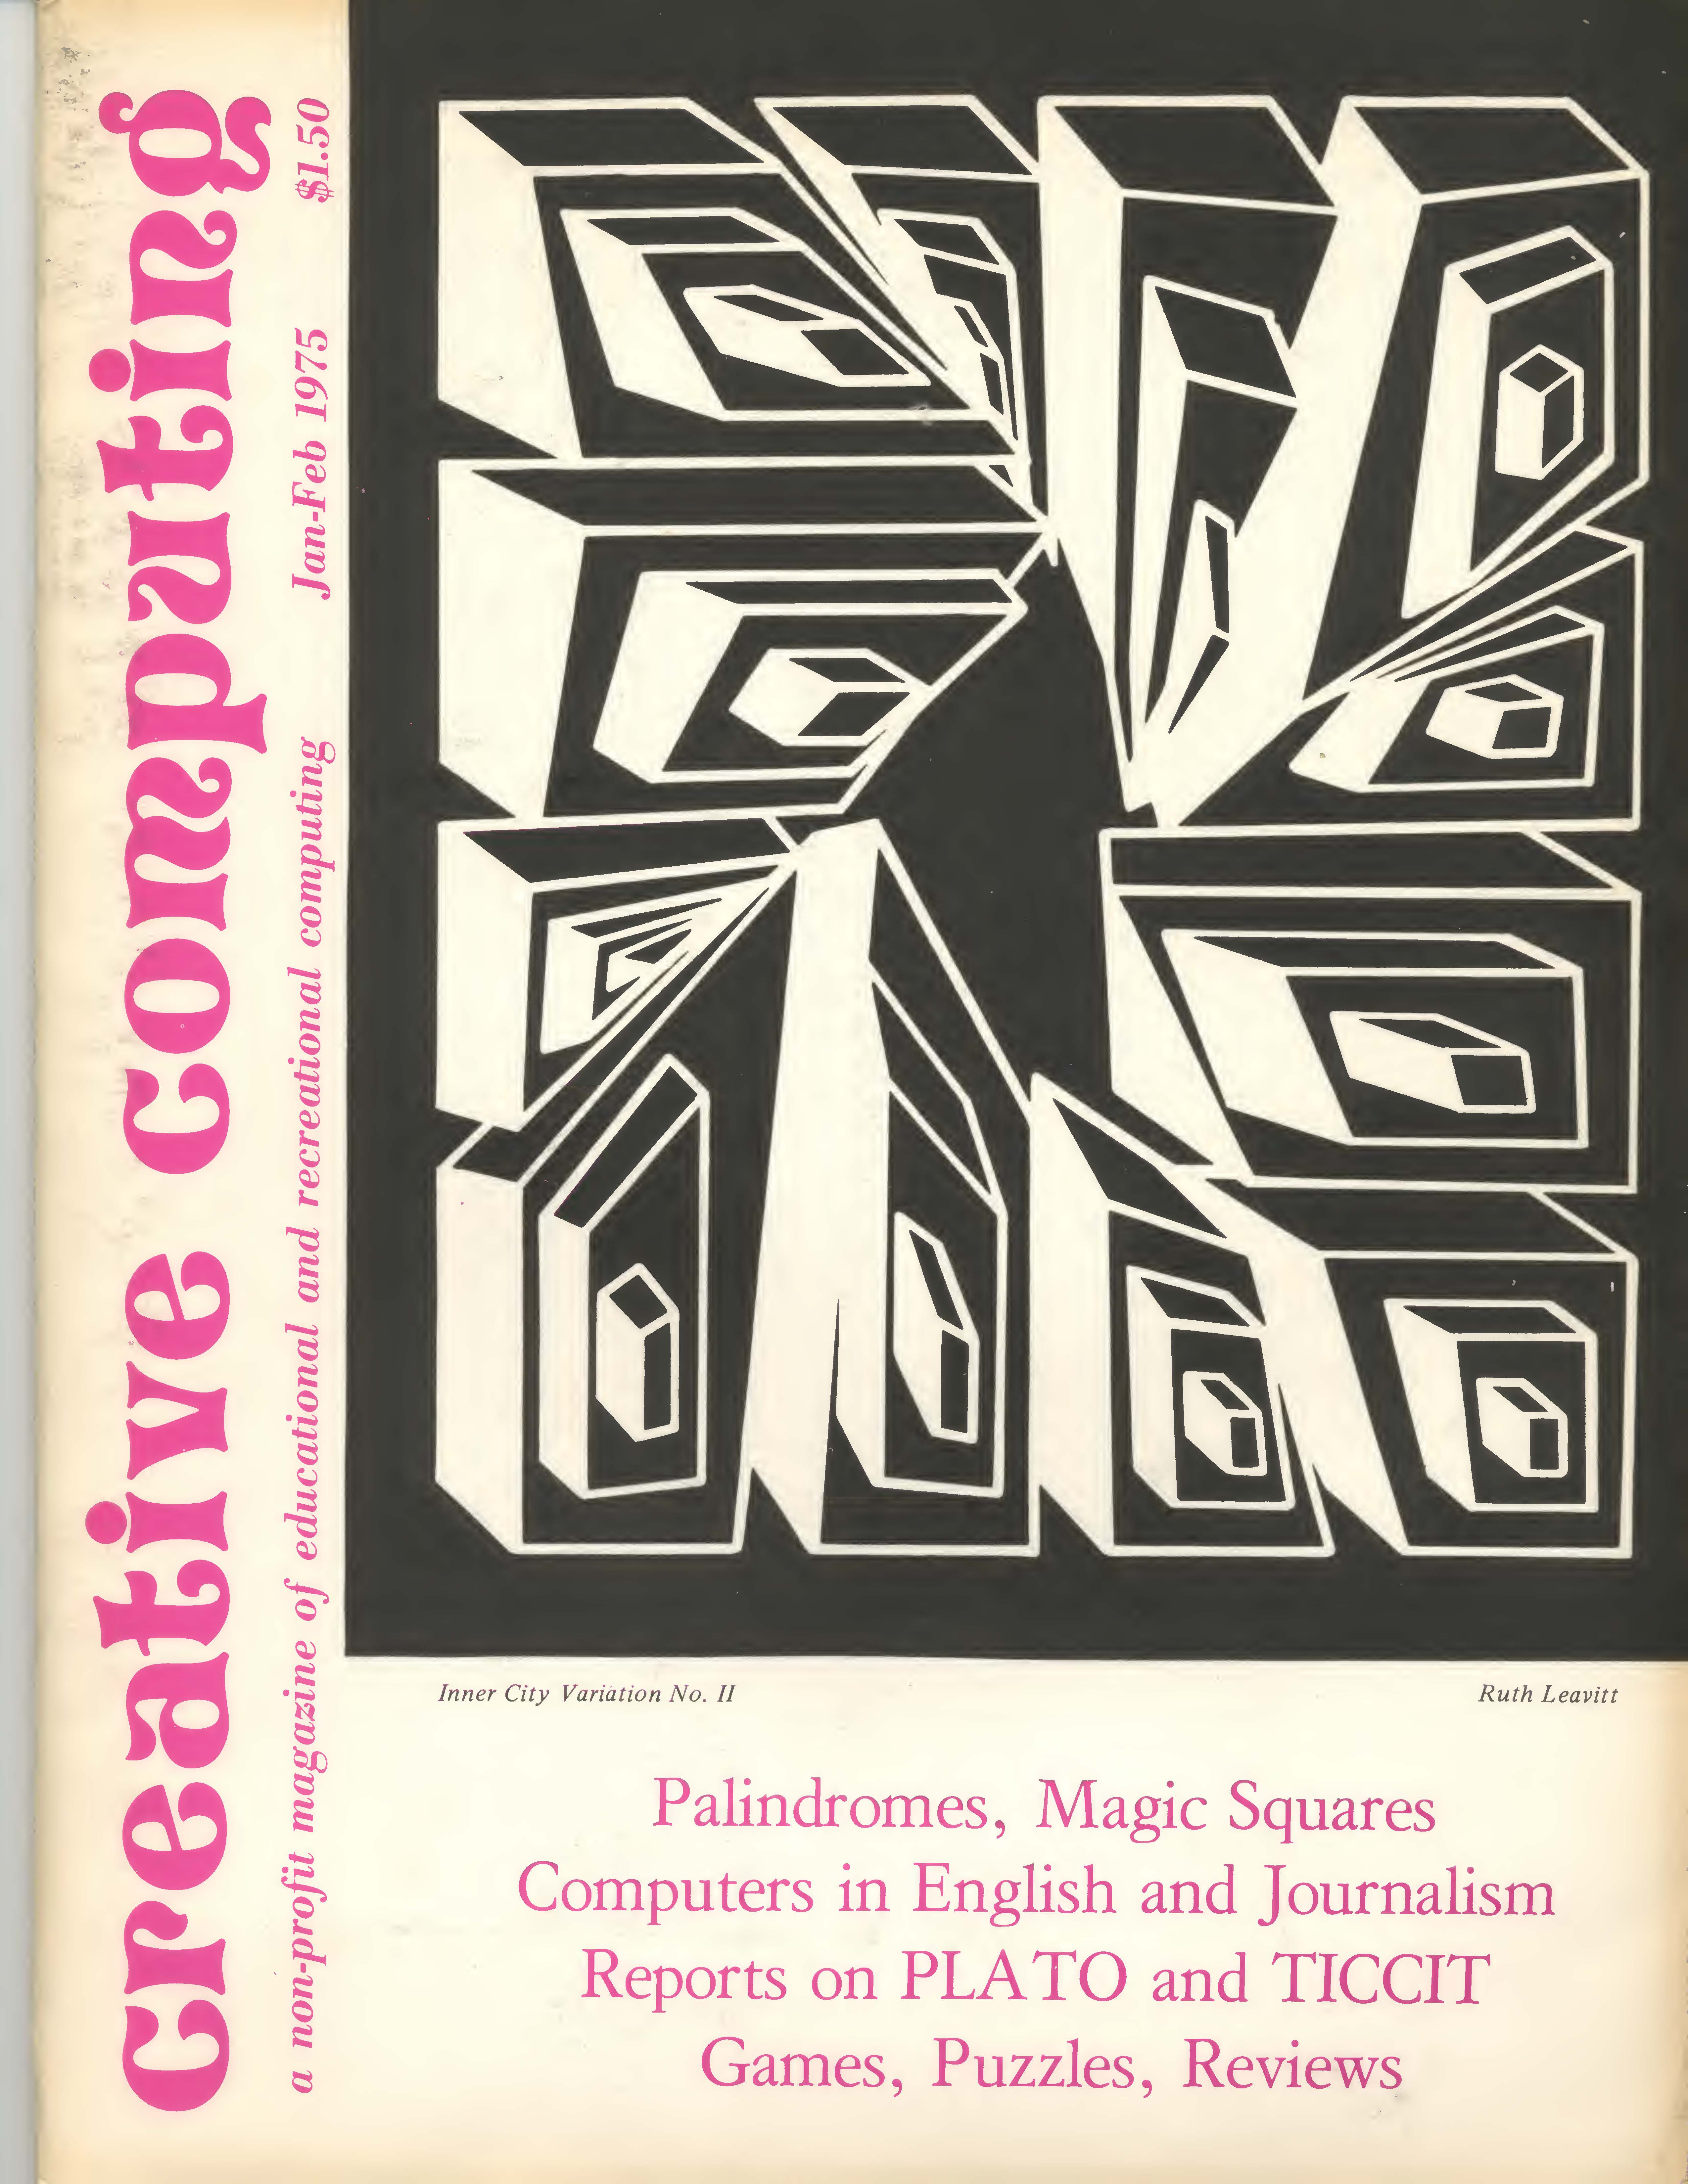 creative computing
a non-profit magazine of educational and recreational computing Jan-Feb 1975 $1.50
Inner City Variation No. II Ruth Leavitt
Palindromes, Magic Squares
Computers in English and Journalism
Reports on PLATO and TICCIT
Games, Puzzles, Reviews